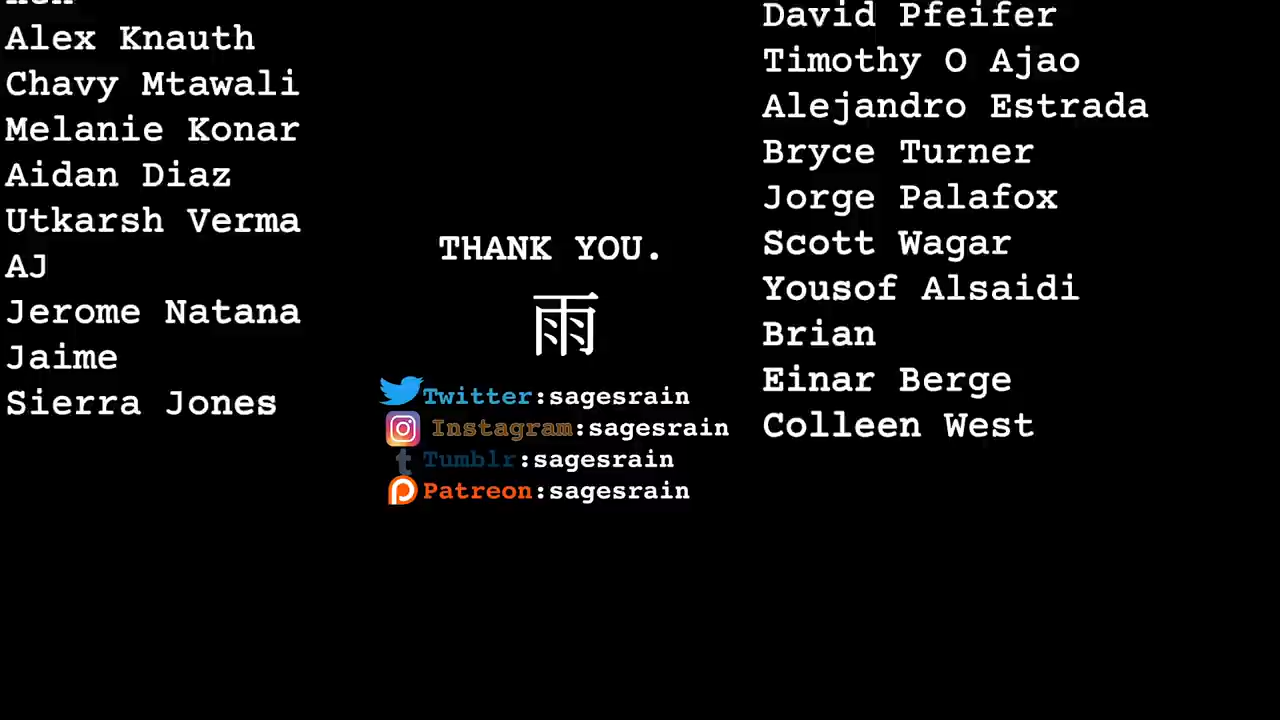 Alex Knauth
Chavy Mtawali
Melanie Konar
Aidan Diaz
Utkarsh Verma
AJ
Jerome Natana
Jaime
Sierra Jones
THANK YOU.
雨
Twitter:sagesrain
Instagram:sagesrain
Tumblr:sagesrain
Patreon:sagesrain
David Pfeifer
Timothy O Ajao
Alejandro Estrada
Bryce Turner
Jorge Palafox
Scott Wagar
Yousof Alsaidi
Brian
Einar Berge
Colleen West